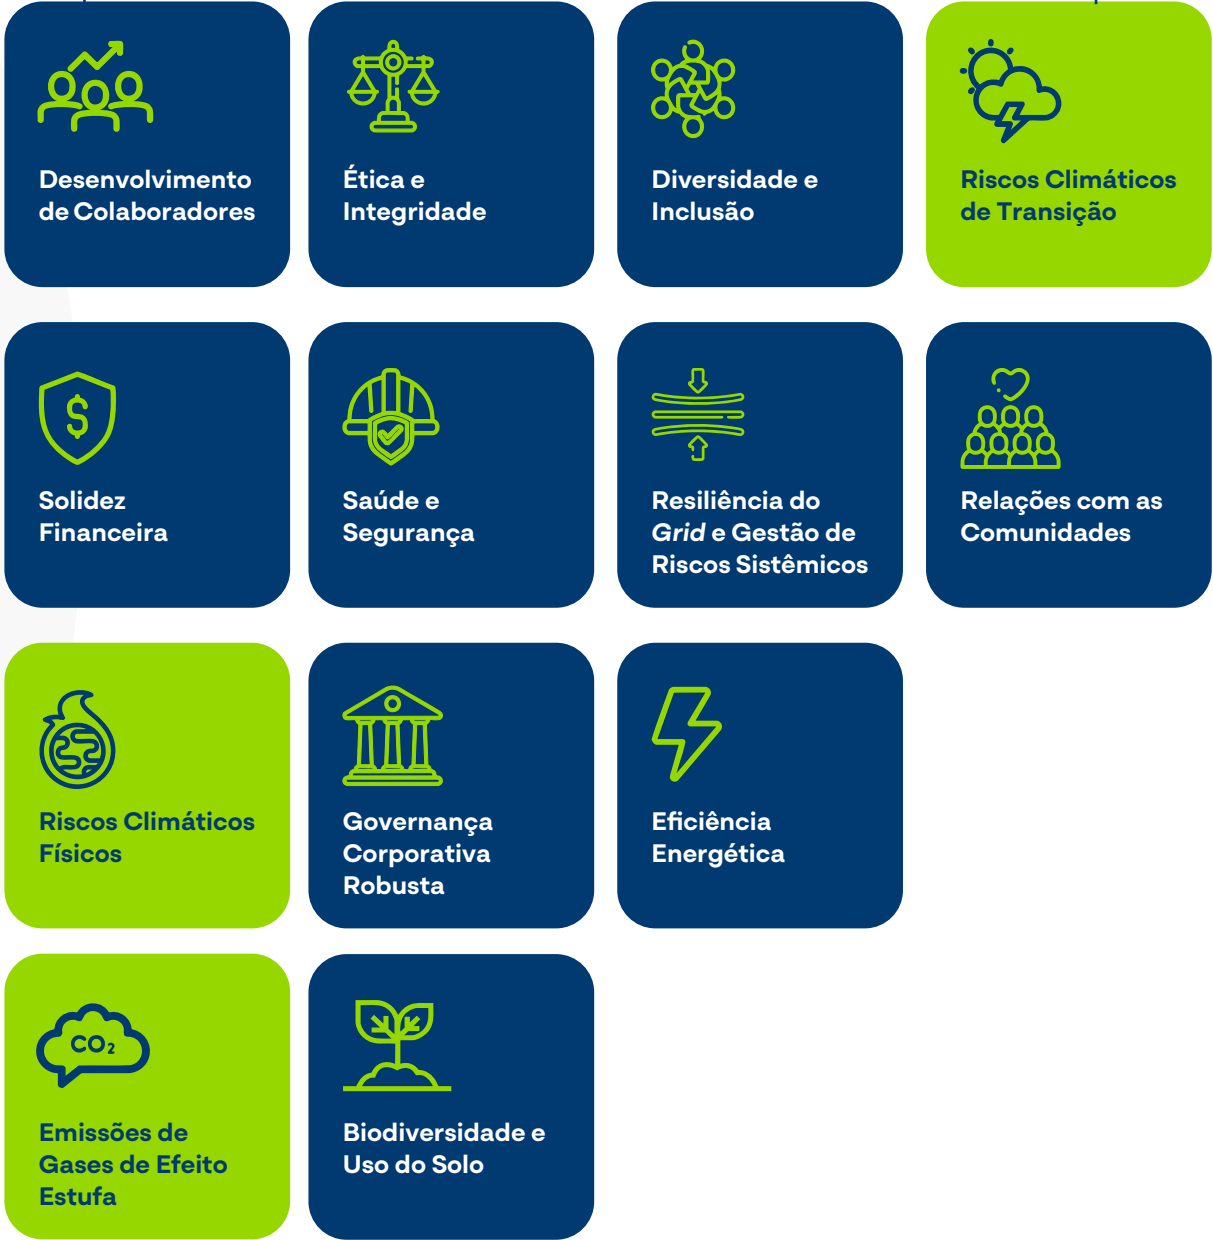 Desenvolvimento
de Colaboradores
Ética e
Integridade
Diversidade e
Inclusão
Riscos Climáticos
de Transição
$
Solidez
Financeira
Saúde e
Segurança
Resiliência do
Grid e Gestão de
Riscos Sistêmicos
Relações com as
Comunidades
Riscos Climáticos
Físicos
Governança
Corporativa
Robusta
Eficiência
Energética
CO₂
Emissões de
Gases de Efeito
Estufa
Biodiversidade e
Uso do Solo